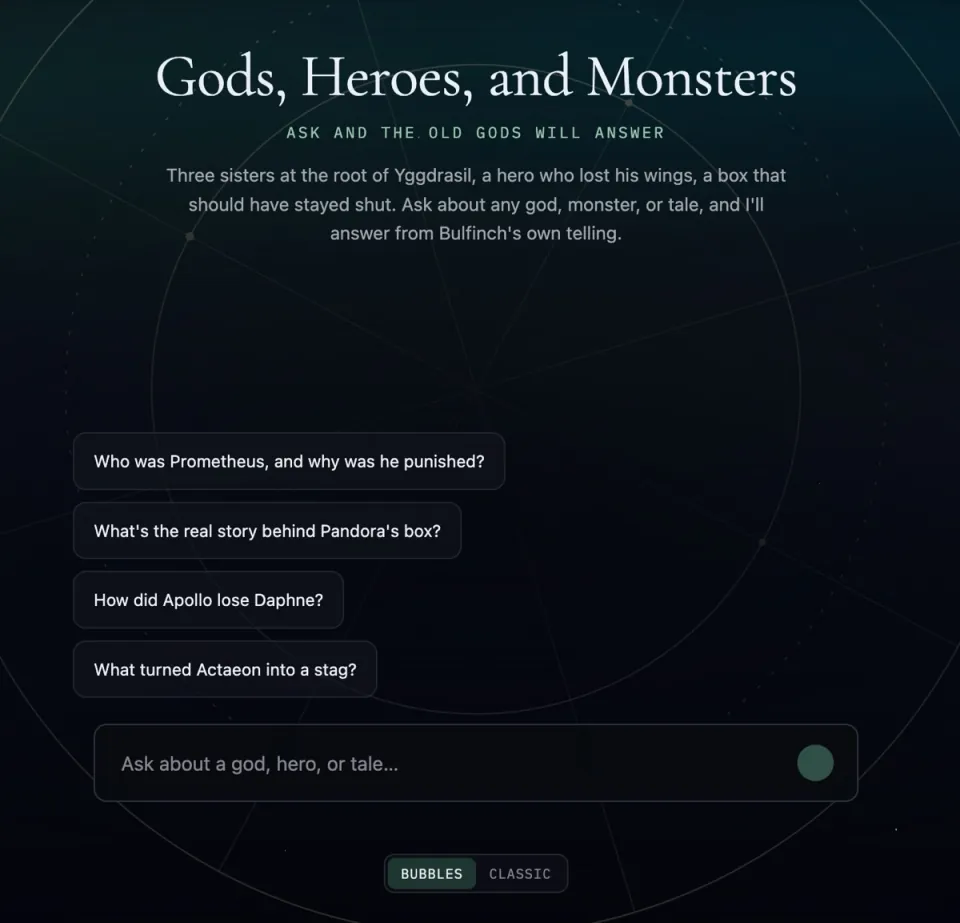 Gods, Heroes, and Monsters
ASK AND THE OLD GODS WILL ANSWER
Three sisters at the root of Yggdrasil, a hero who lost his wings, a box that
should have stayed shut. Ask about any god, monster, or tale, and I'll
answer from Bulfinch's own telling.
Who was Prometheus, and why was he punished?
What's the real story behind Pandora's box?
How did Apollo lose Daphne?
What turned Actaeon into a stag?
Ask about a god, hero, or tale...
BUBBLES CLASSIC